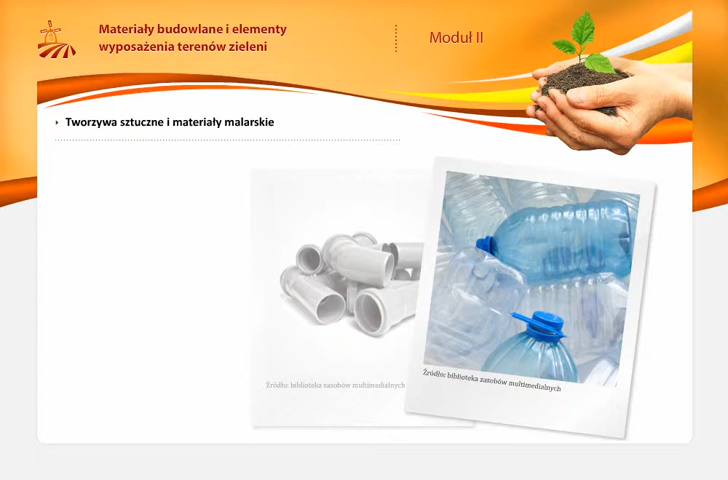 Materiały budowlane i elementy
wyposażenia terenów zieleni
Moduł II
Tworzywa sztuczne i materiały malarskie
Źródło: biblioteka zasobów multimedialnych
Źródło: biblioteka zasobów multimedialnych